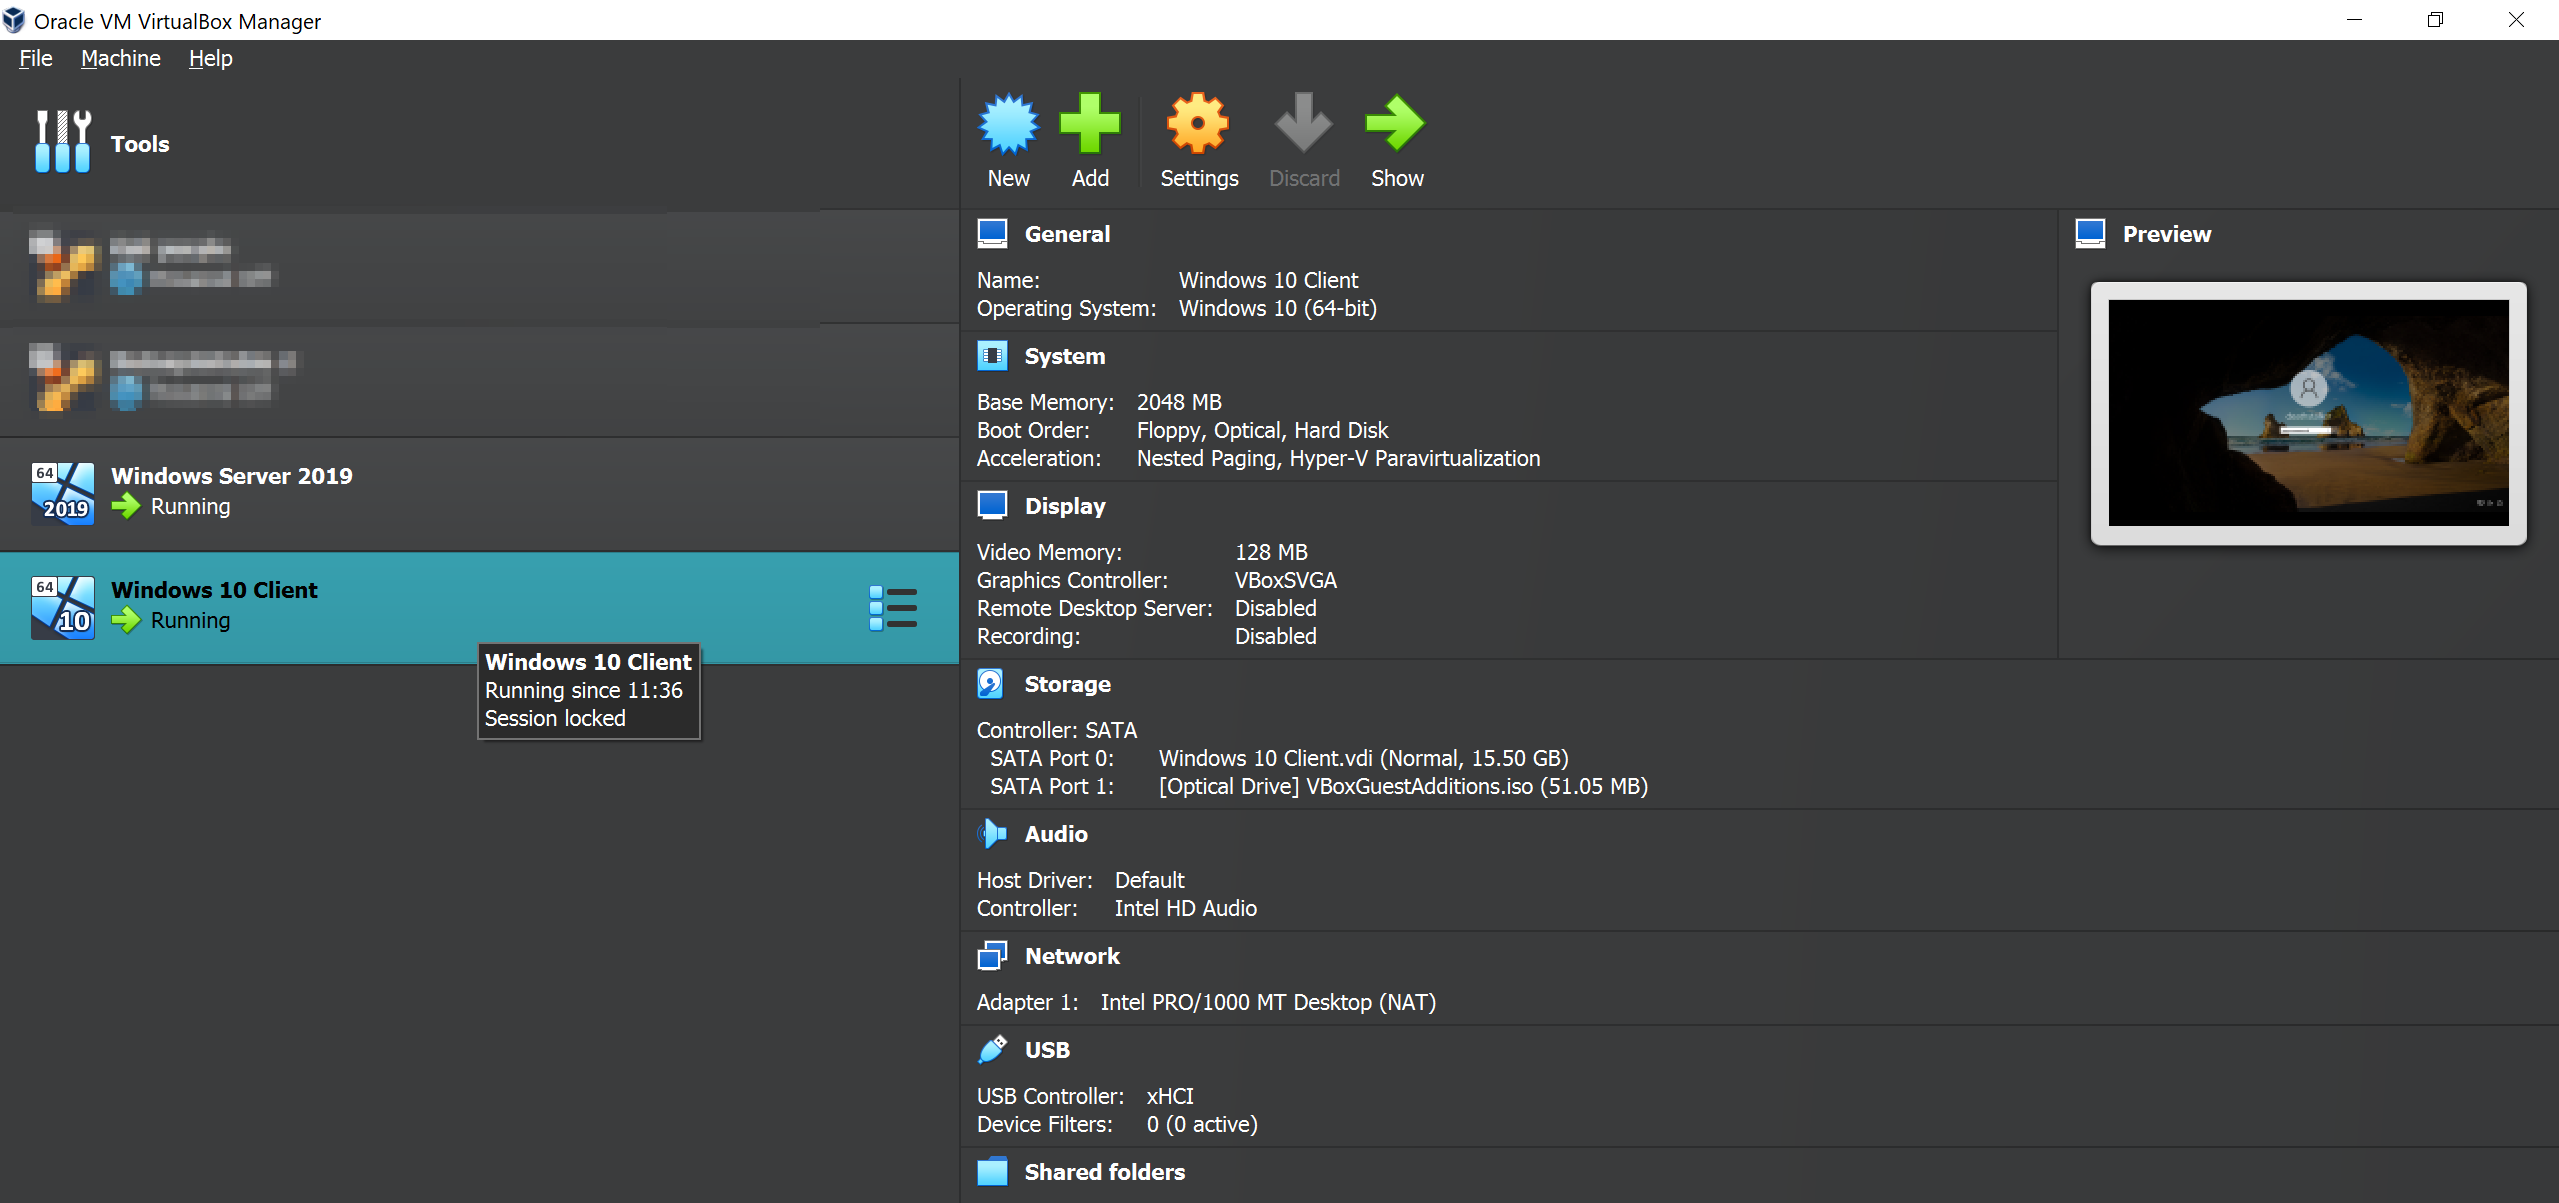 Oracle VM VirtualBox Manager
File Machine Help
Tools
New Add Settings Discard Show
64 2019 Windows Server 2019
Running
64 10 Windows 10 Client
Running
Windows 10 Client
Running since 11:36
Session locked
General
Name: Windows 10 Client
Operating System: Windows 10 (64-bit)
System
Base Memory: 2048 MB
Boot Order: Floppy, Optical, Hard Disk
Acceleration: Nested Paging, Hyper-V Paravirtualization
Display
Video Memory: 128 MB
Graphics Controller: VBoxSVGA
Remote Desktop Server: Disabled
Recording: Disabled
Storage
Controller: SATA
SATA Port 0: Windows 10 Client.vdi (Normal, 15.50 GB)
SATA Port 1: [Optical Drive] VBoxGuestAdditions.iso (51.05 MB)
Audio
Host Driver: Default
Controller: Intel HD Audio
Network
Adapter 1: Intel PRO/1000 MT Desktop (NAT)
USB
USB Controller: xHCI
Device Filters: 0 (0 active)
Shared folders
Preview